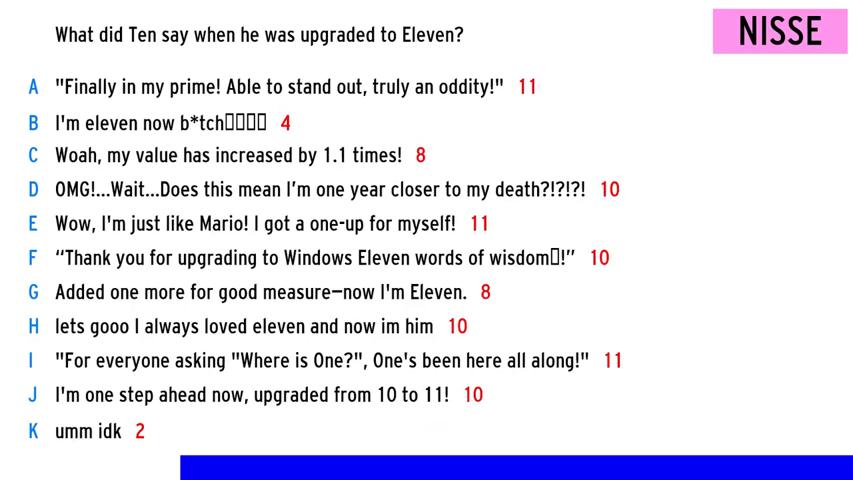 What did Ten say when he was upgraded to Eleven?
NISSE
A "Finally in my prime! Able to stand out, truly an oddity!" 11
B I'm eleven now b*tch▯▯▯▯ 4
C Woah, my value has increased by 1.1 times! 8
D OMG!...Wait...Does this mean I’m one year closer to my death?!?!?! 10
E Wow, I'm just like Mario! I got a one-up for myself! 11
F “Thank you for upgrading to Windows Eleven words of wisdom▯!” 10
G Added one more for good measure—now I'm Eleven. 8
H lets gooo I always loved eleven and now im him 10
I "For everyone asking "Where is One?", One's been here all along!" 11
J I'm one step ahead now, upgraded from 10 to 11! 10
K umm idk 2